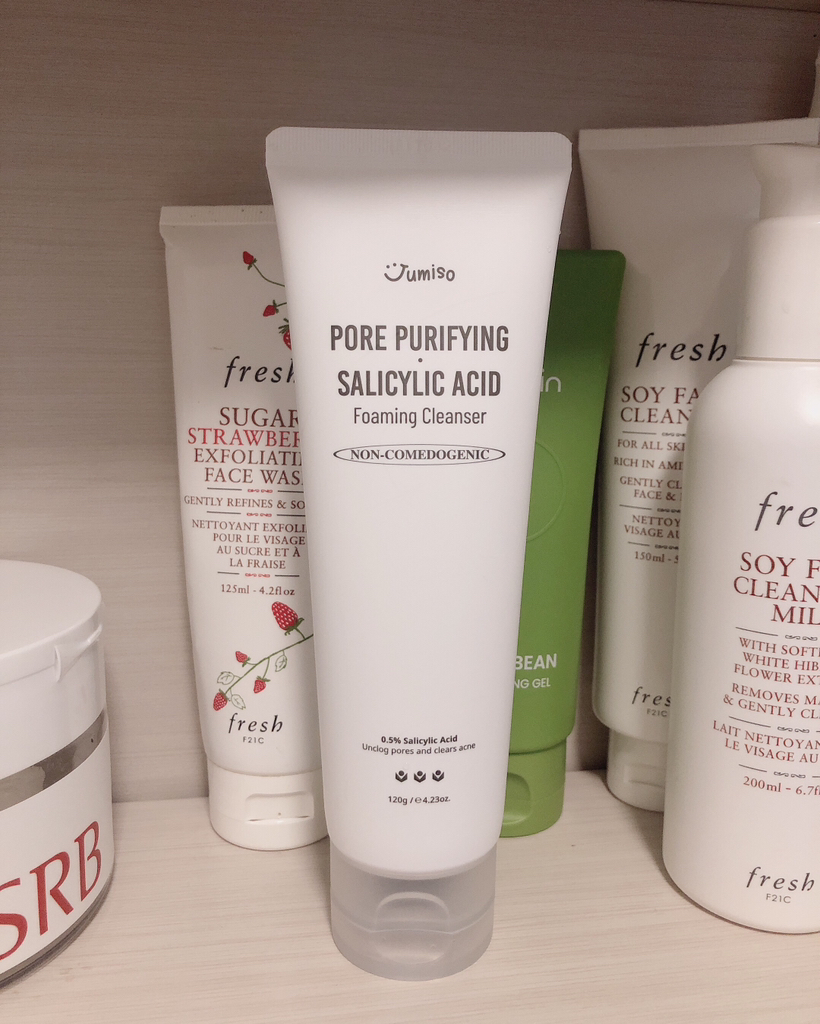 Jumiso
PORE PURIFYING
SALICYLIC ACID
Foaming Cleanser
NON-COMEDOGENIC
0.5% Salicylic Acid
Unclog pores and clears acne
120g / ℮4.23oz.
fresh
SUGAR
STRAWBER
EXFOLIATI
FACE WAS
GENTLY REFINES & SO
NETTOYANT EXFOLI
POUR LE VISAGE
AU SUCRE ET À
LA FRAISE
125ml - 4.2fl oz
fresh
F21C
in
BEAN
NG GEL
fresh
SOY FA
CLEAN
FOR ALL SKI
RICH IN AMI
GENTLY CL
FACE &
NETTOY
VISAGE AU
150ml - 5
fres
F21C
fre
SOY F
CLEAN
MIL
WITH SOFT
WHITE HIB
FLOWER EXT
REMOVES MA
& GENTLY CL
LAIT NETTOYAN
LE VISAGE AU
200ml - 6.7f
fresh
F21C
SRB